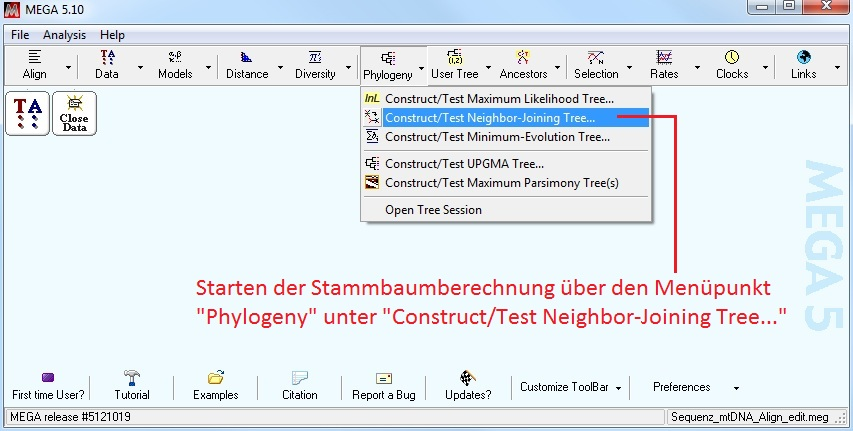 MEGA 5.10
File Analysis Help
Align Data Models Distance Diversity Phylogeny User Tree Ancestors Selection Rates Clocks Links
TA
Close
Data
InL Construct/Test Maximum Likelihood Tree...
Construct/Test Neighbor-Joining Tree...
Construct/Test Minimum-Evolution Tree...
Construct/Test UPGMA Tree...
Construct/Test Maximum Parsimony Tree(s)
Open Tree Session
MEGA 5
Starten der Stammbaumberechnung über den Menüpunkt
"Phylogeny" unter "Construct/Test Neighbor-Joining Tree..."
First time User? Tutorial Examples Citation Report a Bug Updates? Customize ToolBar Preferences
MEGA release #5121019 Sequenz_mtDNA_Align_edit.meg